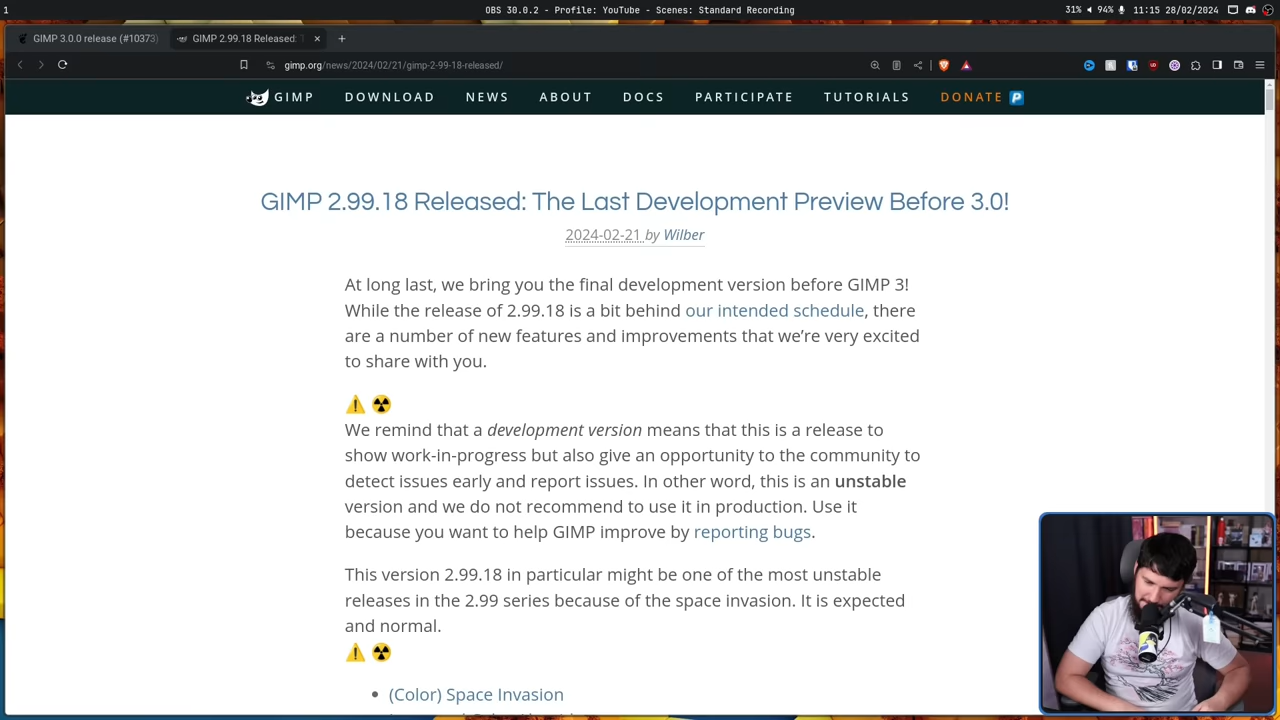 1
OBS 30.0.2 - Profile: YouTube - Scenes: Standard Recording
31% 94% 11:15 28/02/2024
GIMP 3.0.0 release (#10373)
GIMP 2.99.18 Released: T
gimp.org/news/2024/02/21/gimp-2-99-18-released/
GIMP DOWNLOAD NEWS ABOUT DOCS PARTICIPATE TUTORIALS DONATE
GIMP 2.99.18 Released: The Last Development Preview Before 3.0!
2024-02-21 by Wilber
At long last, we bring you the final development version before GIMP 3!
While the release of 2.99.18 is a bit behind our intended schedule, there
are a number of new features and improvements that we’re very excited
to share with you.
⚠️ ☢️
We remind that a development version means that this is a release to
show work-in-progress but also give an opportunity to the community to
detect issues early and report issues. In other word, this is an unstable
version and we do not recommend to use it in production. Use it
because you want to help GIMP improve by reporting bugs.
This version 2.99.18 in particular might be one of the most unstable
releases in the 2.99 series because of the space invasion. It is expected
and normal.
⚠️ ☢️
• (Color) Space Invasion